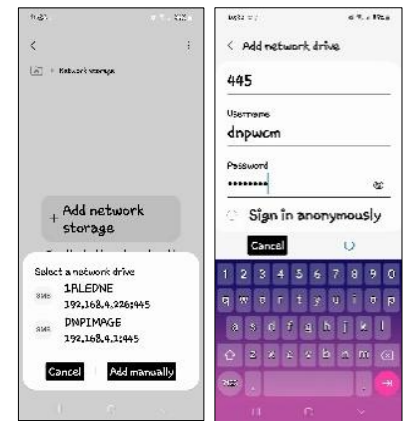 Network storage
+ Add network
storage
Select a network drive
SMB
1RLEDNE
192.168.4.226:445
SMB
DNPIMAGE
192.168.4.1:445
Cancel
Add manually
Add network drive
445
Username
dnpwcm
Password
••••••••
Sign in anonymously
Cancel
1 2 3 4 5 6 7 8 9 0
q w e r t y u i o p
a s d f g h j k l
z x c v b n m